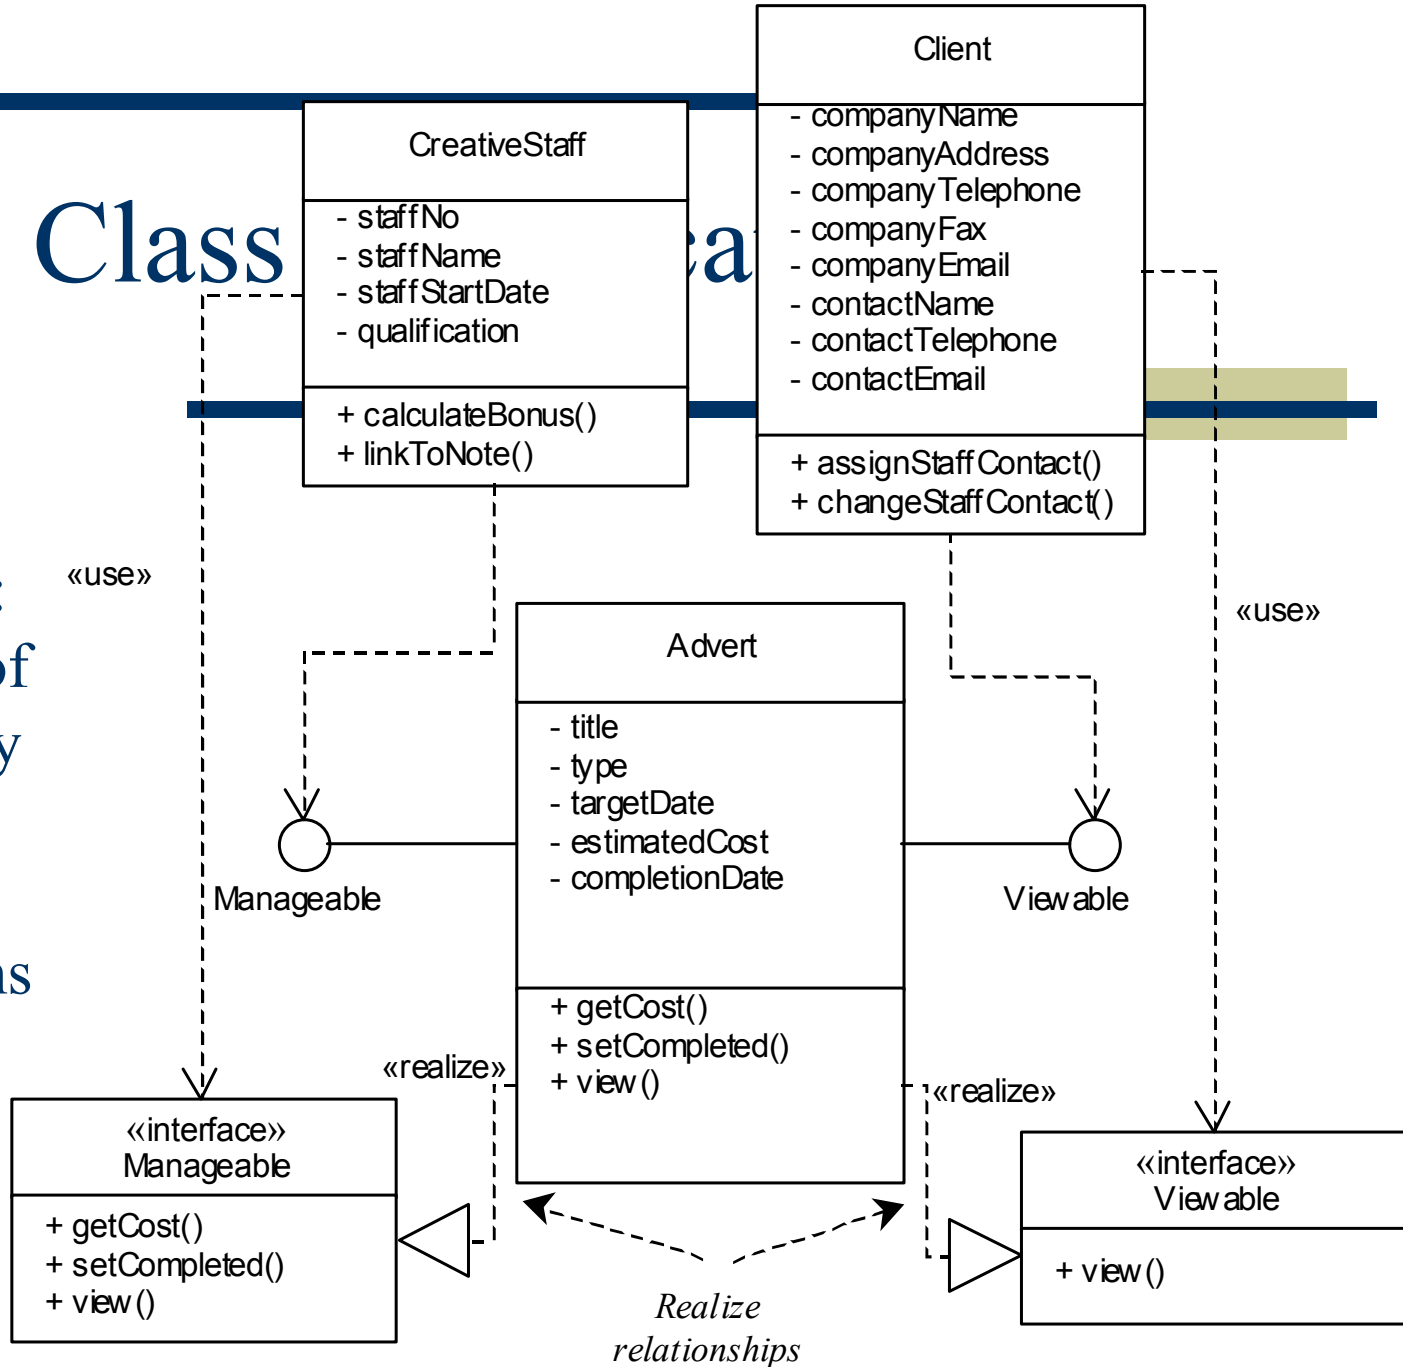 Client
- companyName
- companyAddress
- companyTelephone
- companyFax
- companyEmail
- contactName
- contactTelephone
- contactEmail
+ assignStaffContact()
+ changeStaffContact()
CreativeStaff
- staffNo
- staffName
- staffStartDate
- qualification
+ calculateBonus()
+ linkToNote()
Class
«use»
«use»
of
Advert
- title
- type
- targetDate
- estimatedCost
- completionDate
+ getCost()
+ setCompleted()
+ view()
Manageable
Viewable
«realize»
«realize»
«interface»
Manageable
+ getCost()
+ setCompleted()
+ view()
«interface»
Viewable
+ view()
Realize
relationships